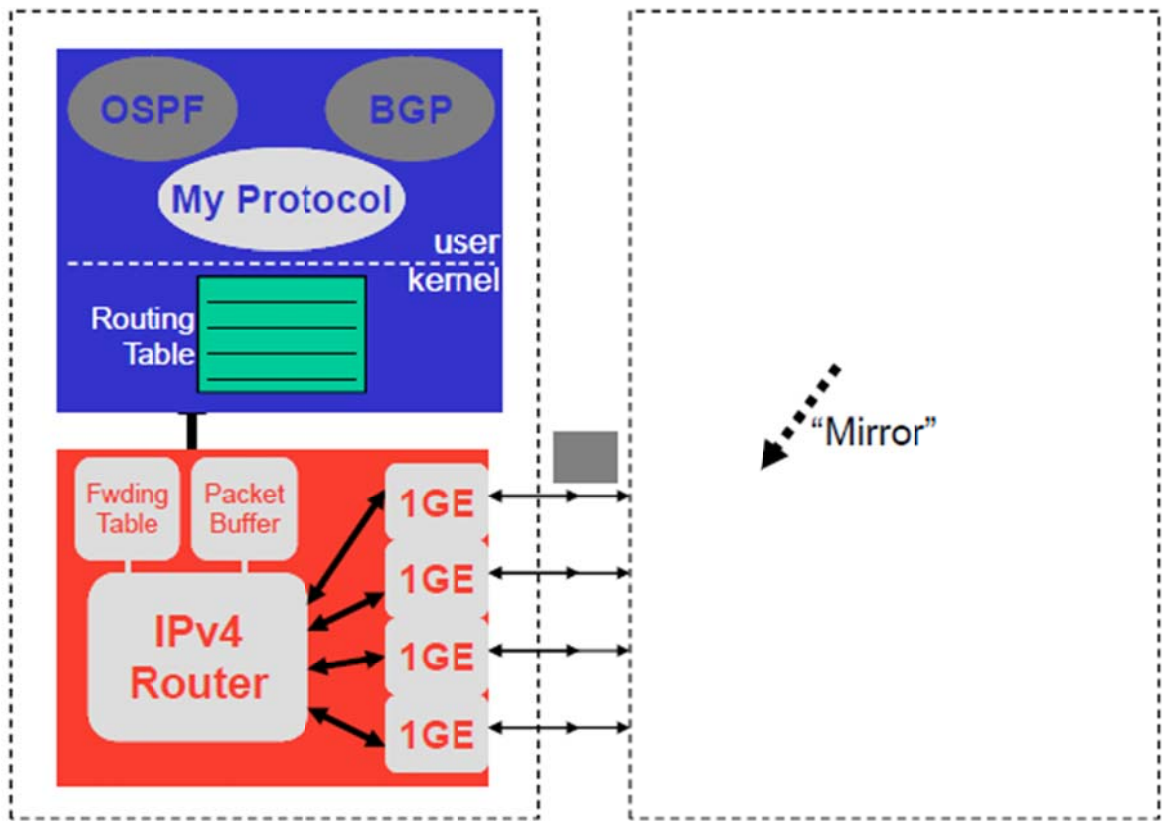 OSPF
BGP
My Protocol
user
kernel
Routing
Table
“Mirror”
Fwding
Table
Packet
Buffer
1GE
1GE
1GE
1GE
IPv4
Router